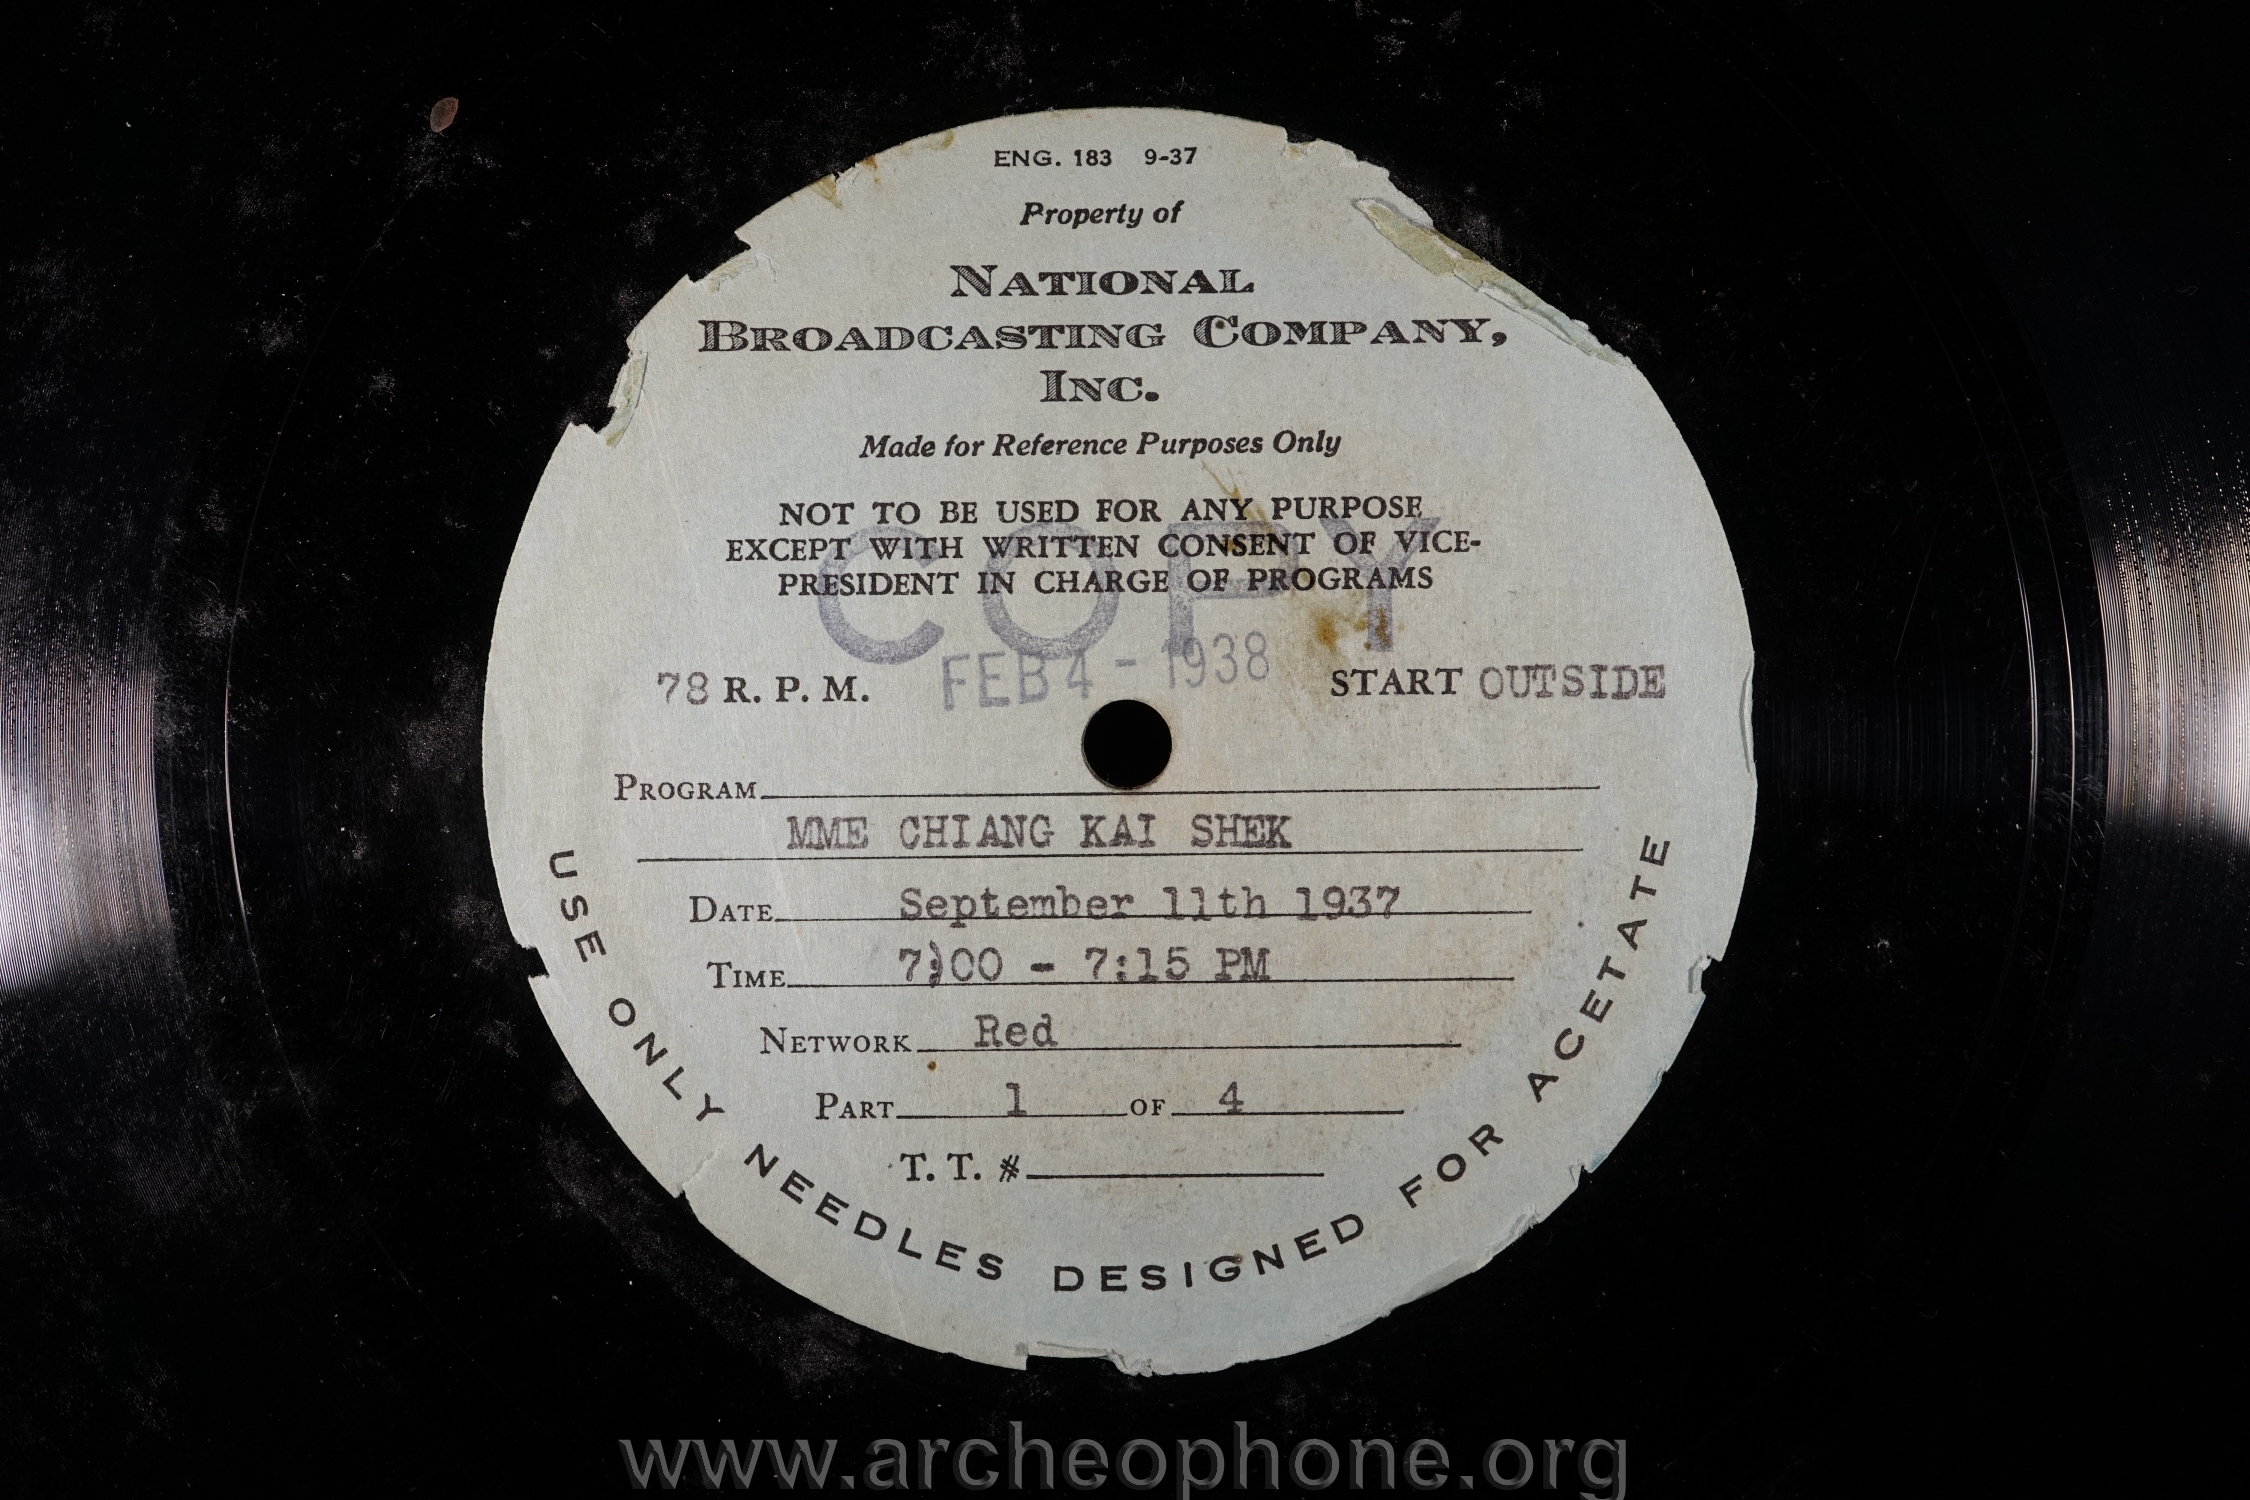 ENG. 183 9-37
Property of
NATIONAL
BROADCASTING COMPANY,
INC.
Made for Reference Purposes Only
NOT TO BE USED FOR ANY PURPOSE
EXCEPT WITH WRITTEN CONSENT OF VICE-
PRESIDENT IN CHARGE OF PROGRAMS
COPY
FEB 4 - 1938
78 R. P. M.
START OUTSIDE
PROGRAM
MME CHIANG KAI SHEK
DATE September 11th 1937
TIME 7:00 - 7:15 PM
NETWORK Red
PART 1 OF 4
T. T. #
USE ONLY NEEDLES DESIGNED FOR ACETATE
www.archeophone.org